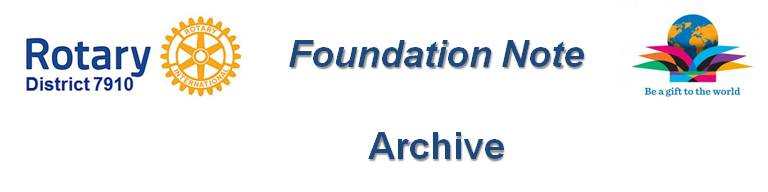 Rotary
District 7910
ROTARY
INTERNATIONAL
Foundation Note
Be a gift to the world
Archive